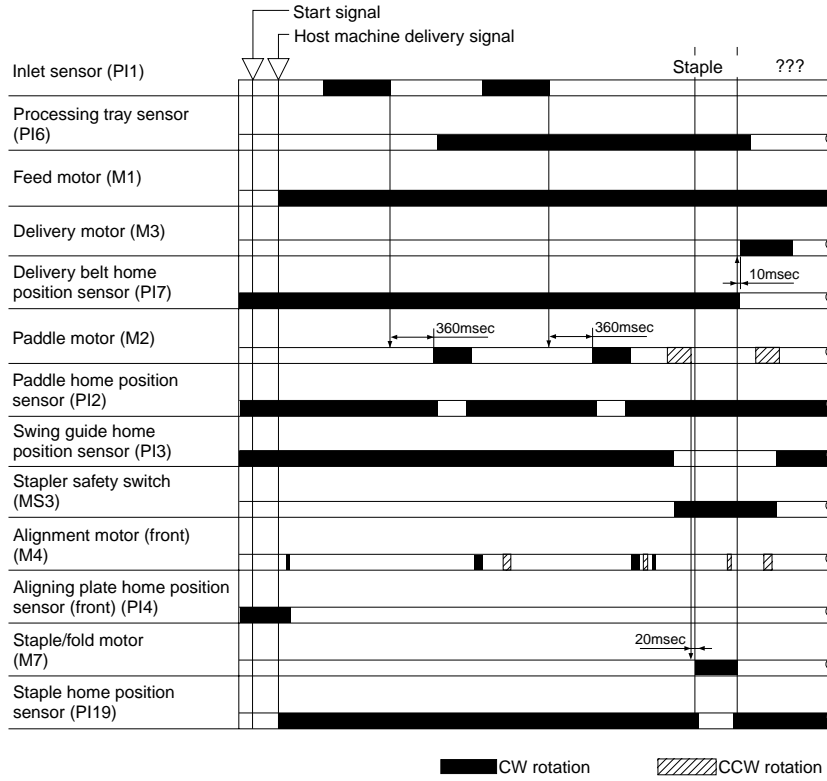 Start signal
Host machine delivery signal
Inlet sensor (PI1)
Staple
???
Processing tray sensor
(PI6)
Feed motor (M1)
Delivery motor (M3)
Delivery belt home
position sensor (PI7)
10msec
Paddle motor (M2)
360msec
360msec
Paddle home position
sensor (PI2)
Swing guide home
position sensor (PI3)
Stapler safety switch
(MS3)
Alignment motor (front)
(M4)
Aligning plate home position
sensor (front) (PI4)
Staple/fold motor
(M7)
20msec
Staple home position
sensor (PI19)
CW rotation
CCW rotation